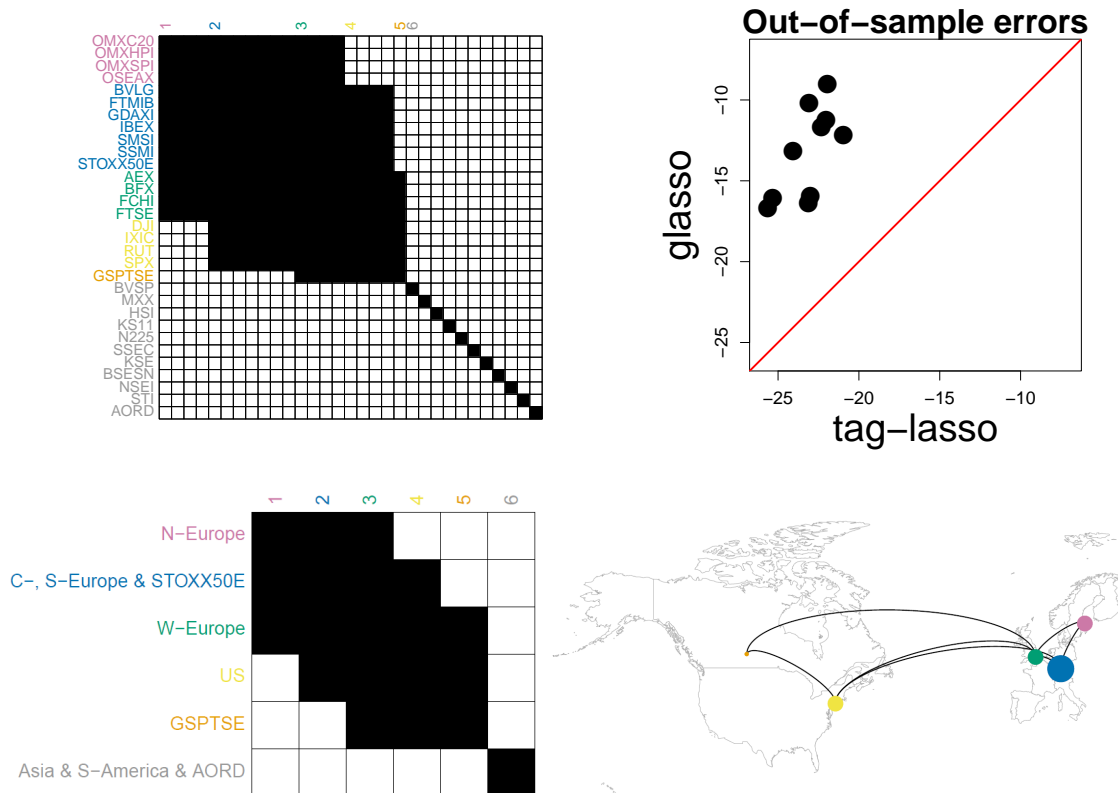 1 2 3 4 5 6
OMXC20
OMXHPI
OMXSPI
OSEAX
BVLG
FTMIB
GDAXI
IBEX
SMSI
SSMI
STOXX50E
AEX
BFX
FCHI
FTSE
DJI
IXIC
RUT
SPX
GSPTSE
BVSP
MXX
HSI
KS11
N225
SSEC
KSE
BSESN
NSEI
STI
AORD
Out−of−sample errors
glasso
−10
−15
−20
−25
−25 −20 −15 −10
tag−lasso
1 2 3 4 5 6
N−Europe
C−, S−Europe & STOXX50E
W−Europe
US
GSPTSE
Asia & S−America & AORD